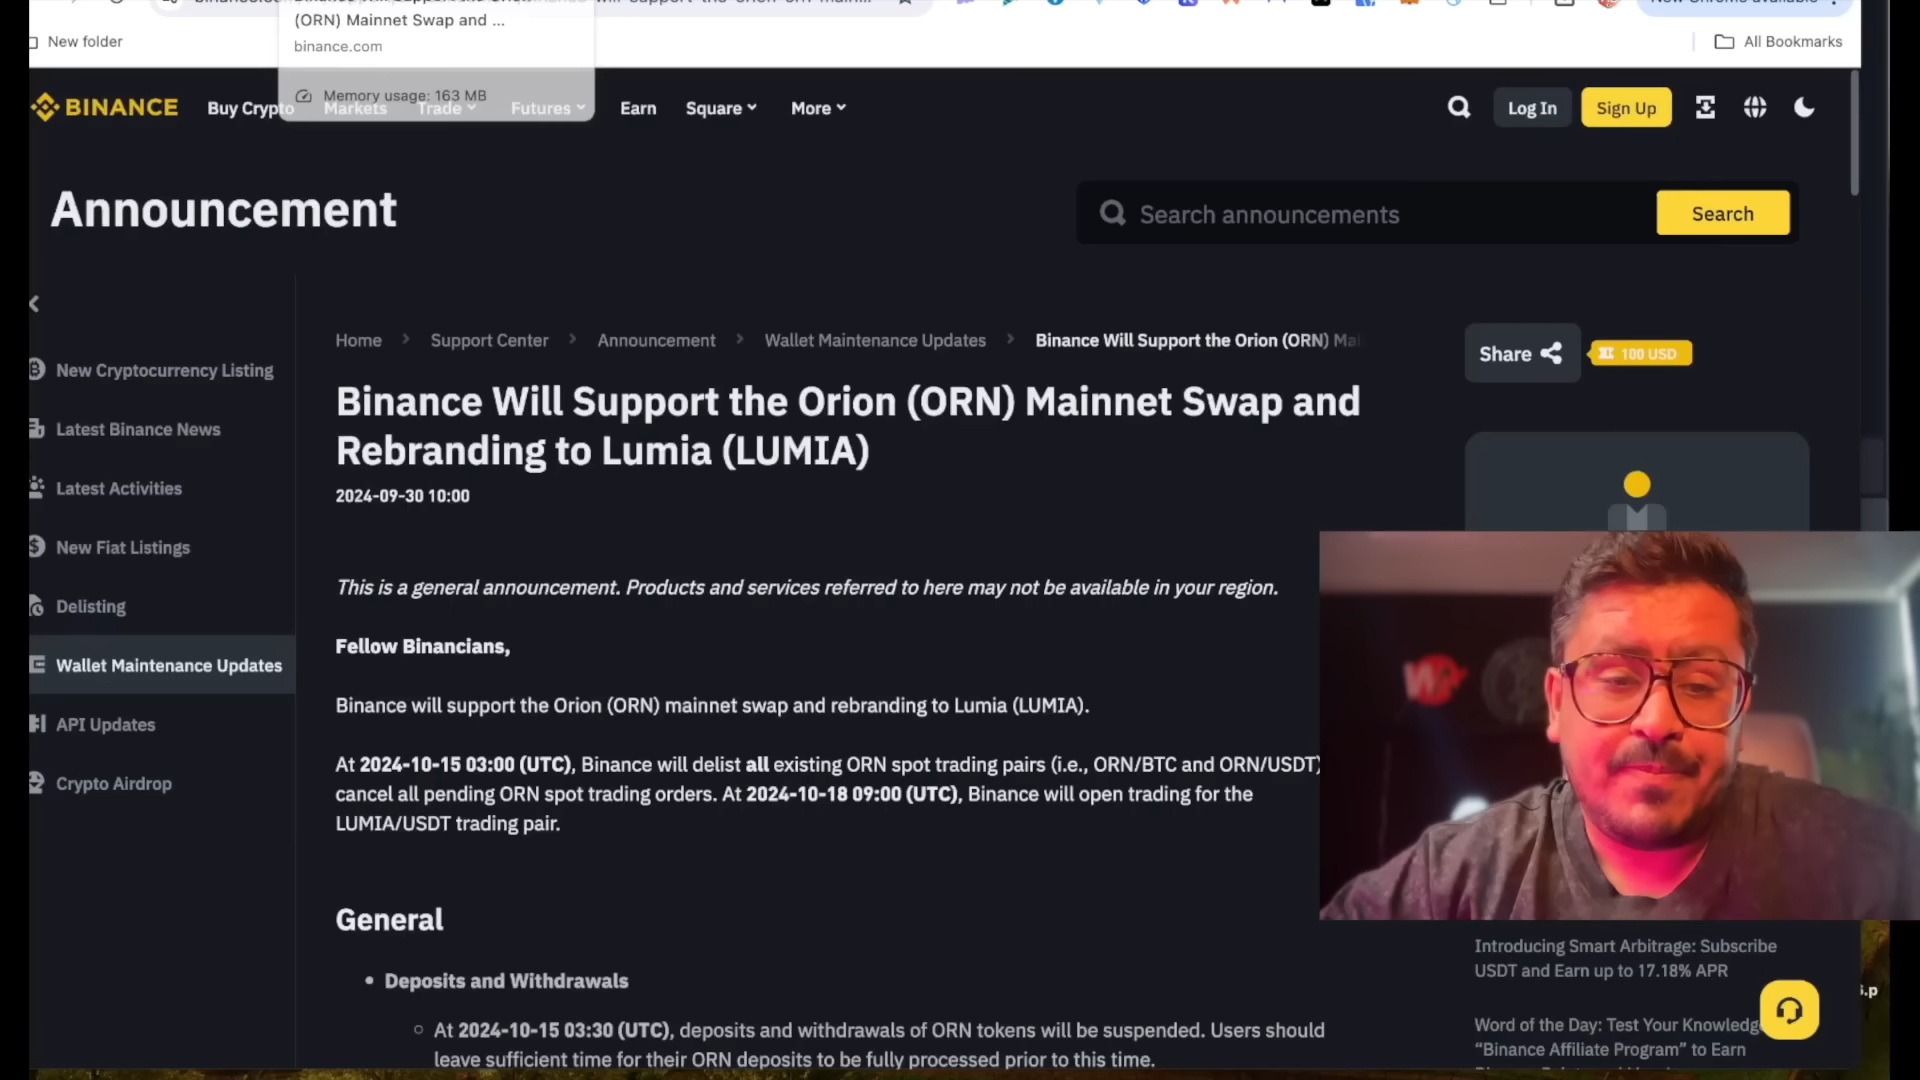 (ORN) Mainnet Swap and ...
binance.com
Memory usage: 163 MB
New folder
All Bookmarks
BINANCE
Buy Crypto
Markets
Trade
Futures
Earn
Square
More
Log In
Sign Up
Announcement
Search announcements
Search
New Cryptocurrency Listing
Latest Binance News
Latest Activities
New Fiat Listings
Delisting
Wallet Maintenance Updates
API Updates
Crypto Airdrop
Home
Support Center
Announcement
Wallet Maintenance Updates
Binance Will Support the Orion (ORN) Mai
Share
100 USD
Binance Will Support the Orion (ORN) Mainnet Swap and
Rebranding to Lumia (LUMIA)
2024-09-30 10:00
This is a general announcement. Products and services referred to here may not be available in your region.
Fellow Binancians,
Binance will support the Orion (ORN) mainnet swap and rebranding to Lumia (LUMIA).
At 2024-10-15 03:00 (UTC), Binance will delist all existing ORN spot trading pairs (i.e., ORN/BTC and ORN/USDT)
cancel all pending ORN spot trading orders. At 2024-10-18 09:00 (UTC), Binance will open trading for the
LUMIA/USDT trading pair.
General
• Deposits and Withdrawals
At 2024-10-15 03:30 (UTC), deposits and withdrawals of ORN tokens will be suspended. Users should
leave sufficient time for their ORN deposits to be fully processed prior to this time.
Introducing Smart Arbitrage: Subscribe
USDT and Earn up to 17.18% APR
Word of the Day: Test Your Knowledg
“Binance Affiliate Program” to Earn